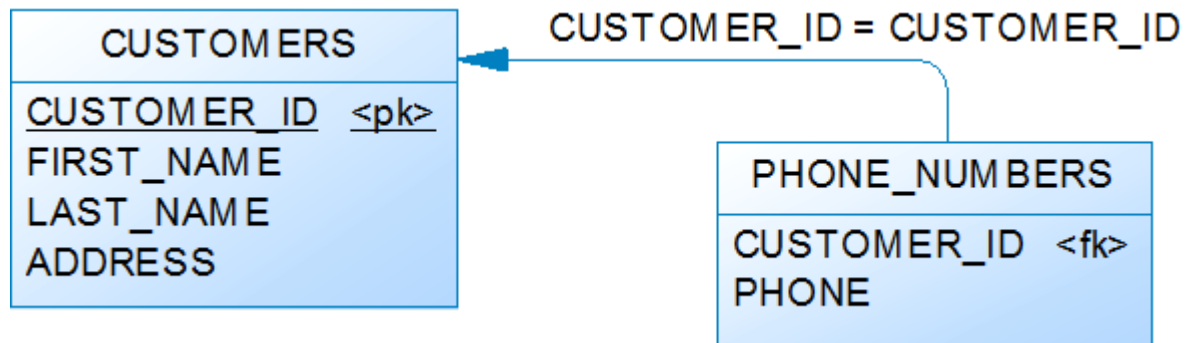 CUSTOMERS
CUSTOMER_ID = CUSTOMER_ID
CUSTOMER_ID <pk>
FIRST_NAME
LAST_NAME
ADDRESS
PHONE_NUMBERS
CUSTOMER_ID <fk>
PHONE